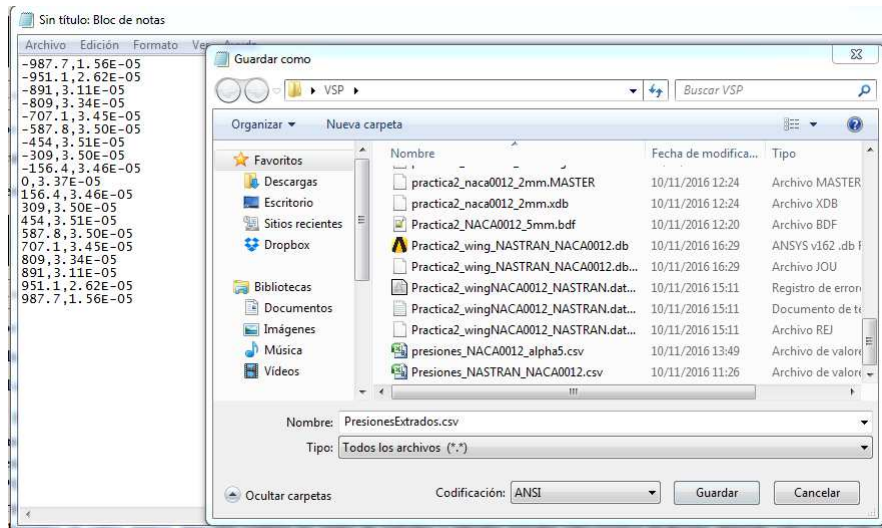 Sin título: Bloc de notas
Archivo Edición Formato
-987.7,1.56E-05
-951.1,2.62E-05
-891,3.11E-05
-809,3.34E-05
-707.1,3.45E-05
-587.8,3.50E-05
-454,3.51E-05
-309,3.50E-05
-156.4,3.46E-05
0,3.37E-05
156.4,3.46E-05
309,3.50E-05
454,3.51E-05
587.8,3.50E-05
707.1,3.45E-05
809,3.34E-05
891,3.11E-05
951.1,2.62E-05
987.7,1.56E-05
Guardar como
VSP
Buscar VSP
Organizar Nueva carpeta
Favoritos
Descargas
Escritorio
Sitios recientes
Dropbox
Bibliotecas
Documentos
Imágenes
Música
Vídeos
Nombre Fecha de modifica... Tipo
practica2_naca0012_2mm.MASTER 10/11/2016 12:24 Archivo MASTER
practica2_naca0012_2mm.xdb 10/11/2016 12:24 Archivo XDB
Practica2_NACA0012_5mm.bdf 10/11/2016 12:20 Archivo BDF
Practica2_wing_NASTRAN_NACA0012.db 10/11/2016 16:29 ANSYS v162 .db
Practica2_wing_NASTRAN_NACA0012.db... 10/11/2016 16:29 Archivo JOU
Practica2_wingNACA0012_NASTRAN.dat... 10/11/2016 15:11 Registro de
Practica2_wingNACA0012_NASTRAN.dat... 10/11/2016 15:11 Documento de
Practica2_wingNACA0012_NASTRAN.dat... 10/11/2016 15:11 Archivo REJ
presiones_NACA0012_alpha5.csv 10/11/2016 13:49 Archivo de
Presiones_NASTRAN_NACA0012.csv 10/11/2016 11:26 Archivo de
Nombre: PresionesExtrados.csv
Tipo: Todos los archivos (*.*)
Ocultar carpetas Codificación: ANSI Guardar Cancelar